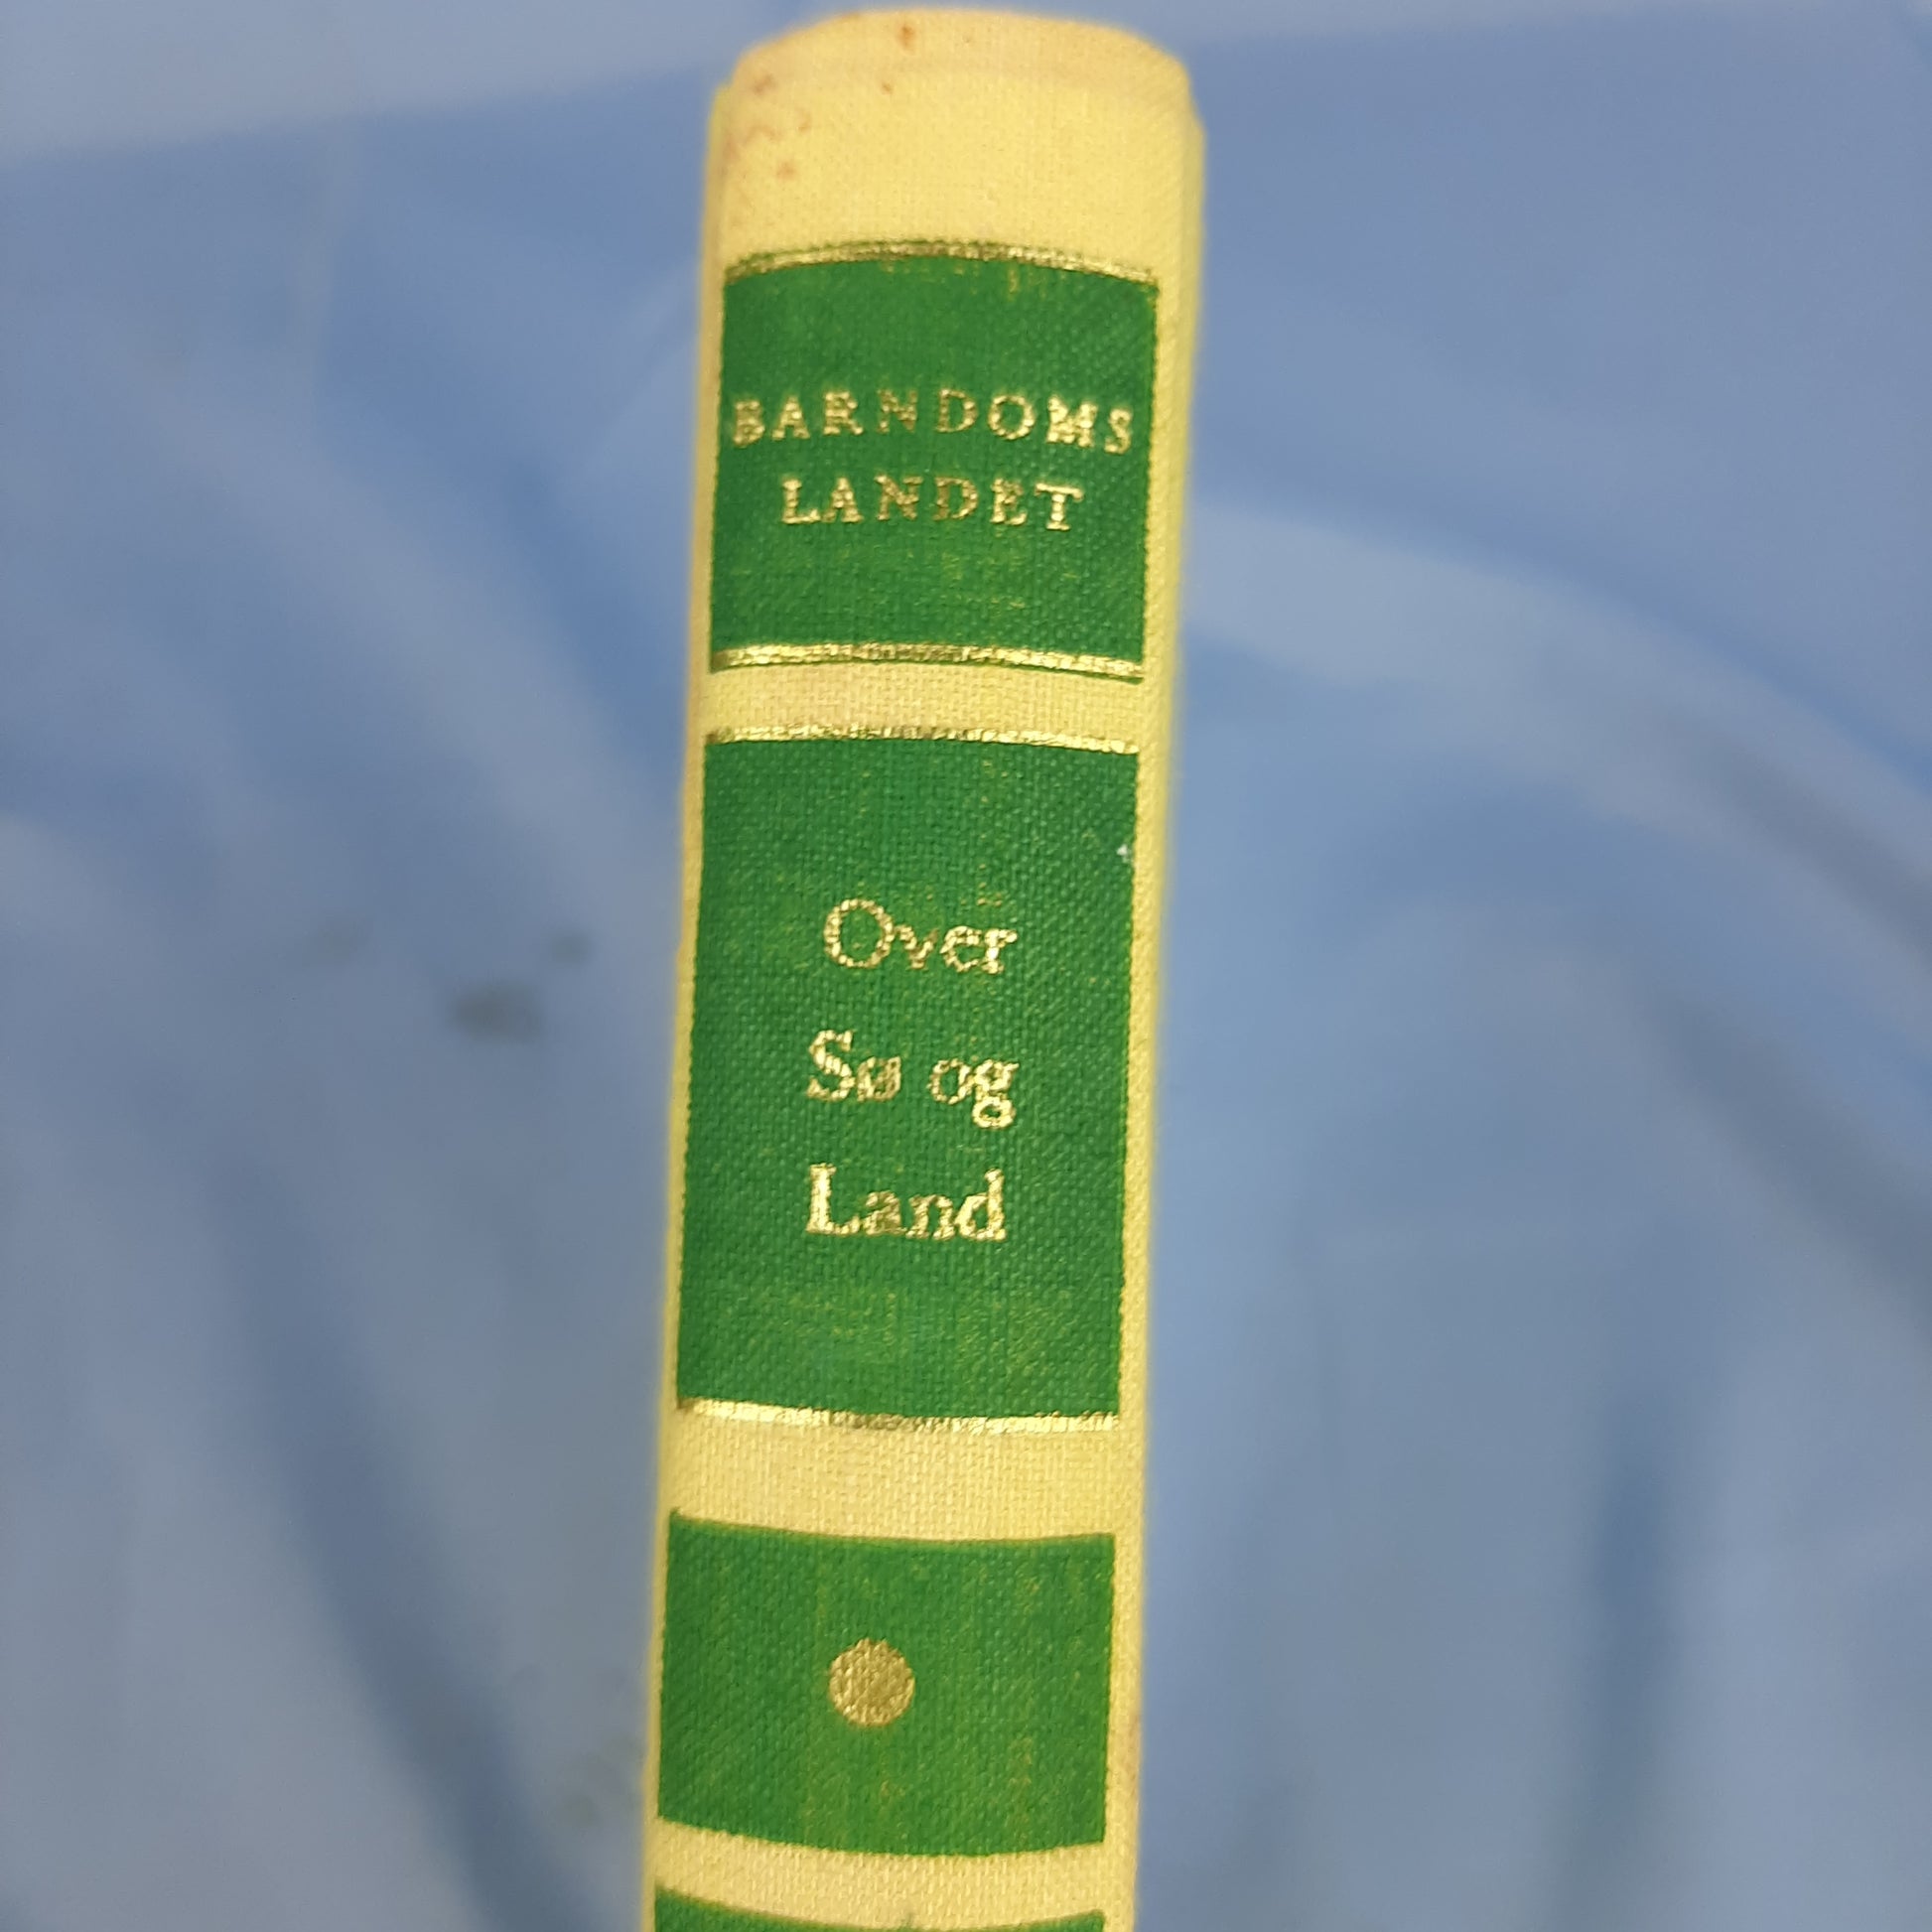 BARNDOMS
LANDET
Over
Sø og
Land